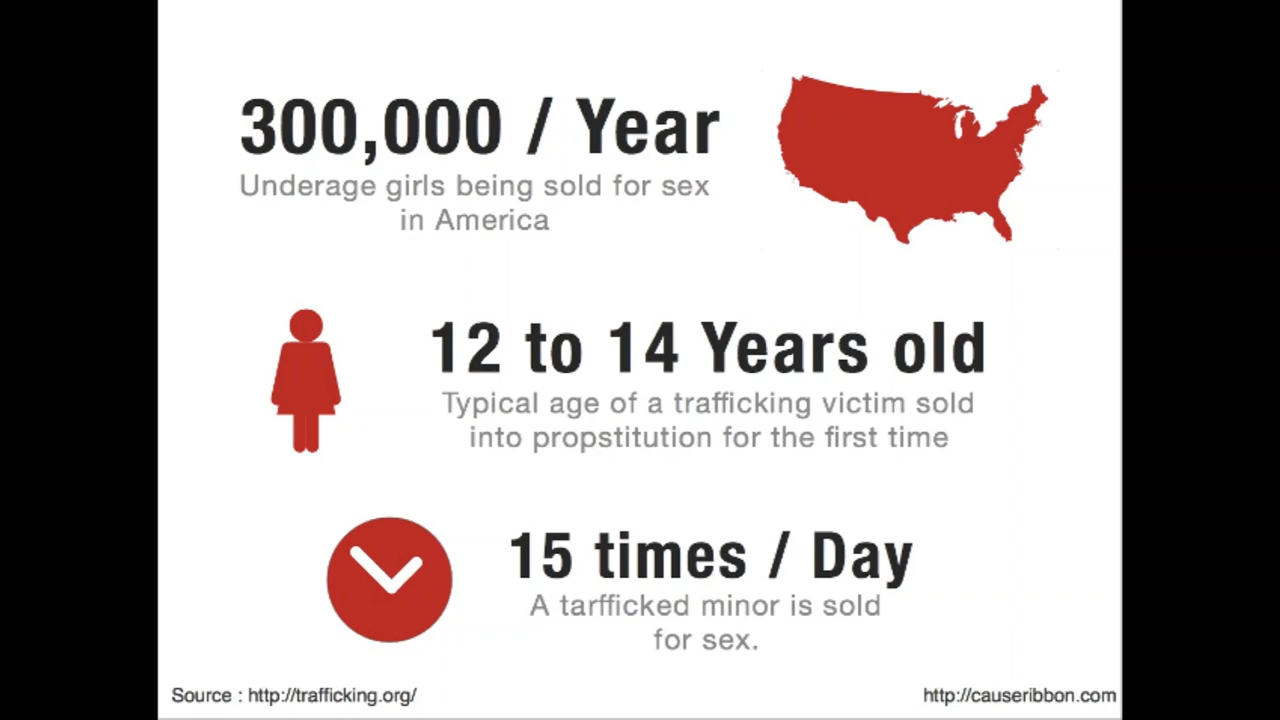 300,000 / Year
Underage girls being sold for sex
in America
12 to 14 Years old
Typical age of a trafficking victim sold
into propstitution for the first time
15 times / Day
A tarfficked minor is sold
for sex.
Source : http://trafficking.org/
http://causeribbon.com